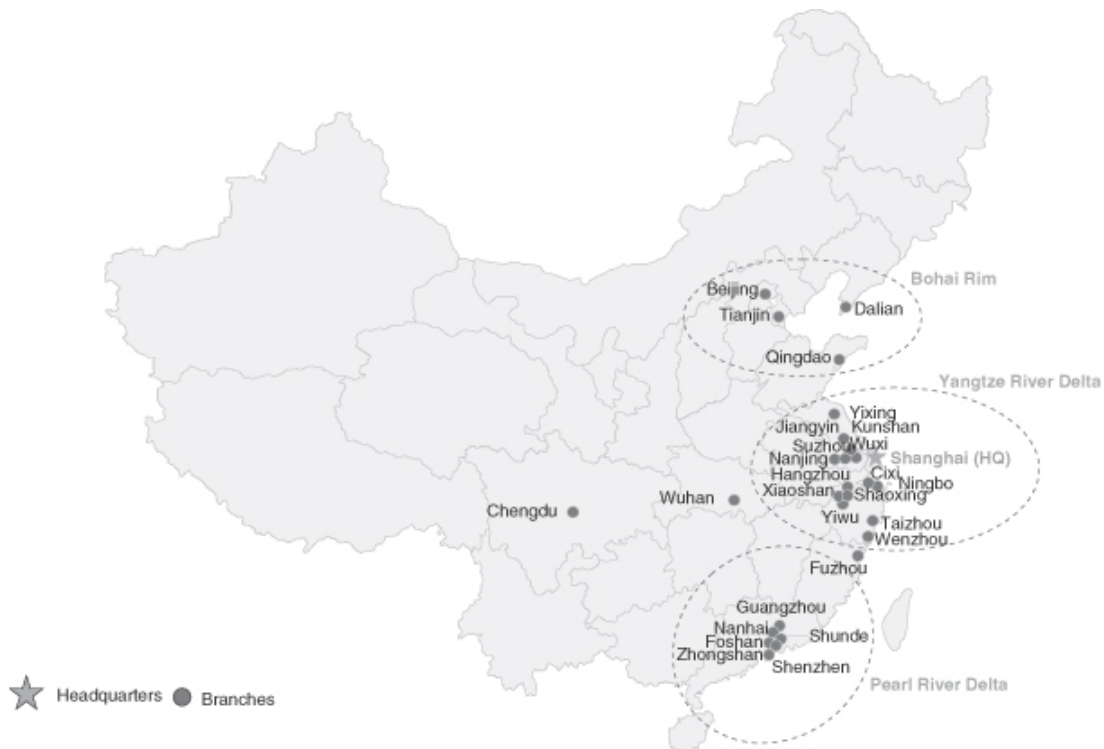 Bohai Rim
Beijing
Tianjin
Dalian
Qingdao
Yangtze River Delta
Yixing
Jiangyin
Kunshan
Suzhou
Wuxi
Nanjing
Shanghai (HQ)
Hangzhou
Cixi
Ningbo
Xiaoshan
Shaoxing
Wuhan
Chengdu
Yiwu
Taizhou
Wenzhou
Fuzhou
Guangzhou
Nanhai
Shunde
Foshan
Zhongshan
Shenzhen
Pearl River Delta
Headquarters
Branches